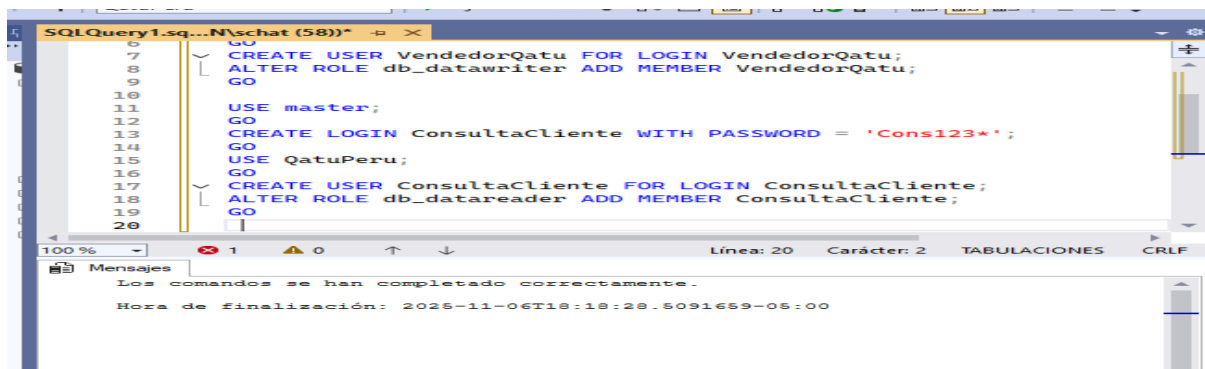 SQLQuery1.sq...N\schat (58))*
6 GO
7 CREATE USER VendedorQatu FOR LOGIN VendedorQatu;
8 ALTER ROLE db_datawriter ADD MEMBER VendedorQatu;
9 GO
10
11 USE master;
12 GO
13 CREATE LOGIN ConsultaCliente WITH PASSWORD = 'Cons123*';
14 GO
15 USE QatuPeru;
16 GO
17 CREATE USER ConsultaCliente FOR LOGIN ConsultaCliente;
18 ALTER ROLE db_datareader ADD MEMBER ConsultaCliente;
19 GO
20
100 % 1 0 Línea: 20 Carácter: 2 TABULACIONES CRLF
Mensajes
Los comandos se han completado correctamente.
Hora de finalización: 2025-11-06T18:18:28.5091659-05:00